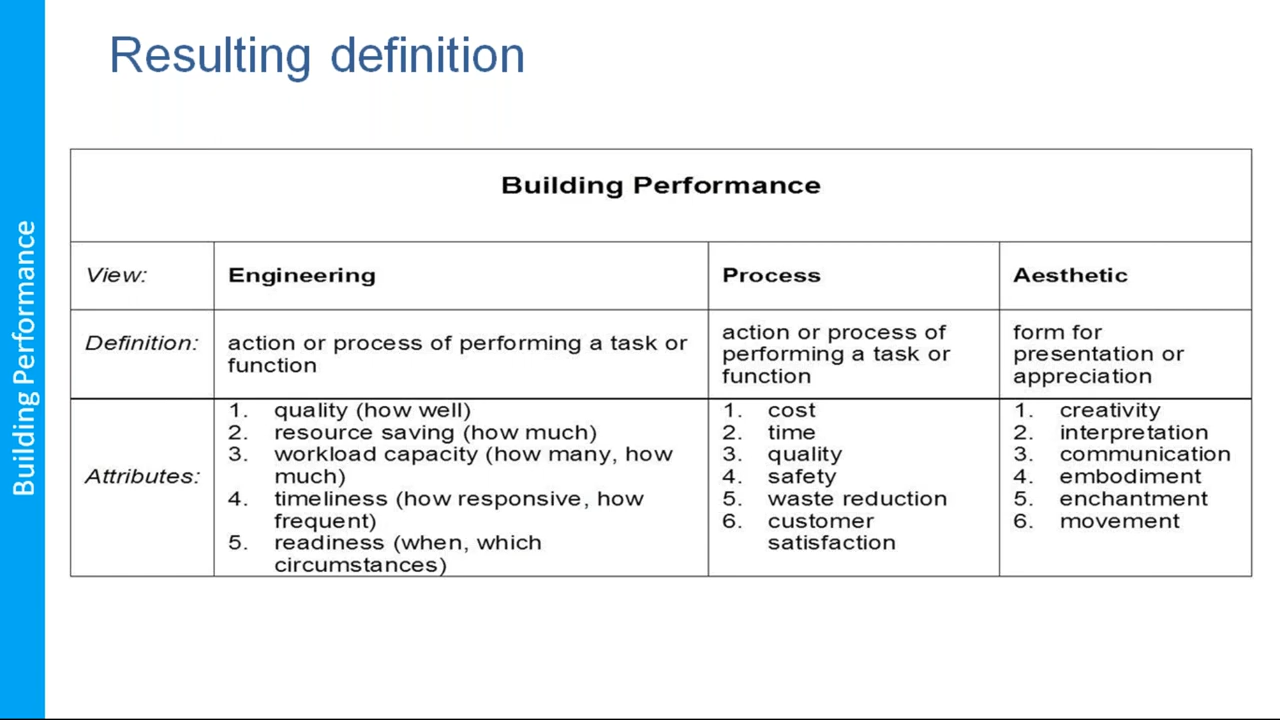 Resulting definition
Building Performance
Building Performance
View:
Engineering
Process
Aesthetic
Definition:
action or process of performing a task or
function
action or process of
performing a task or
function
form for
presentation or
appreciation
Attributes:
1. quality (how well)
2. resource saving (how much)
3. workload capacity (how many, how
much)
4. timeliness (how responsive, how
frequent)
5. readiness (when, which
circumstances)
1. cost
2. time
3. quality
4. safety
5. waste reduction
6. customer
satisfaction
1. creativity
2. interpretation
3. communication
4. embodiment
5. enchantment
6. movement